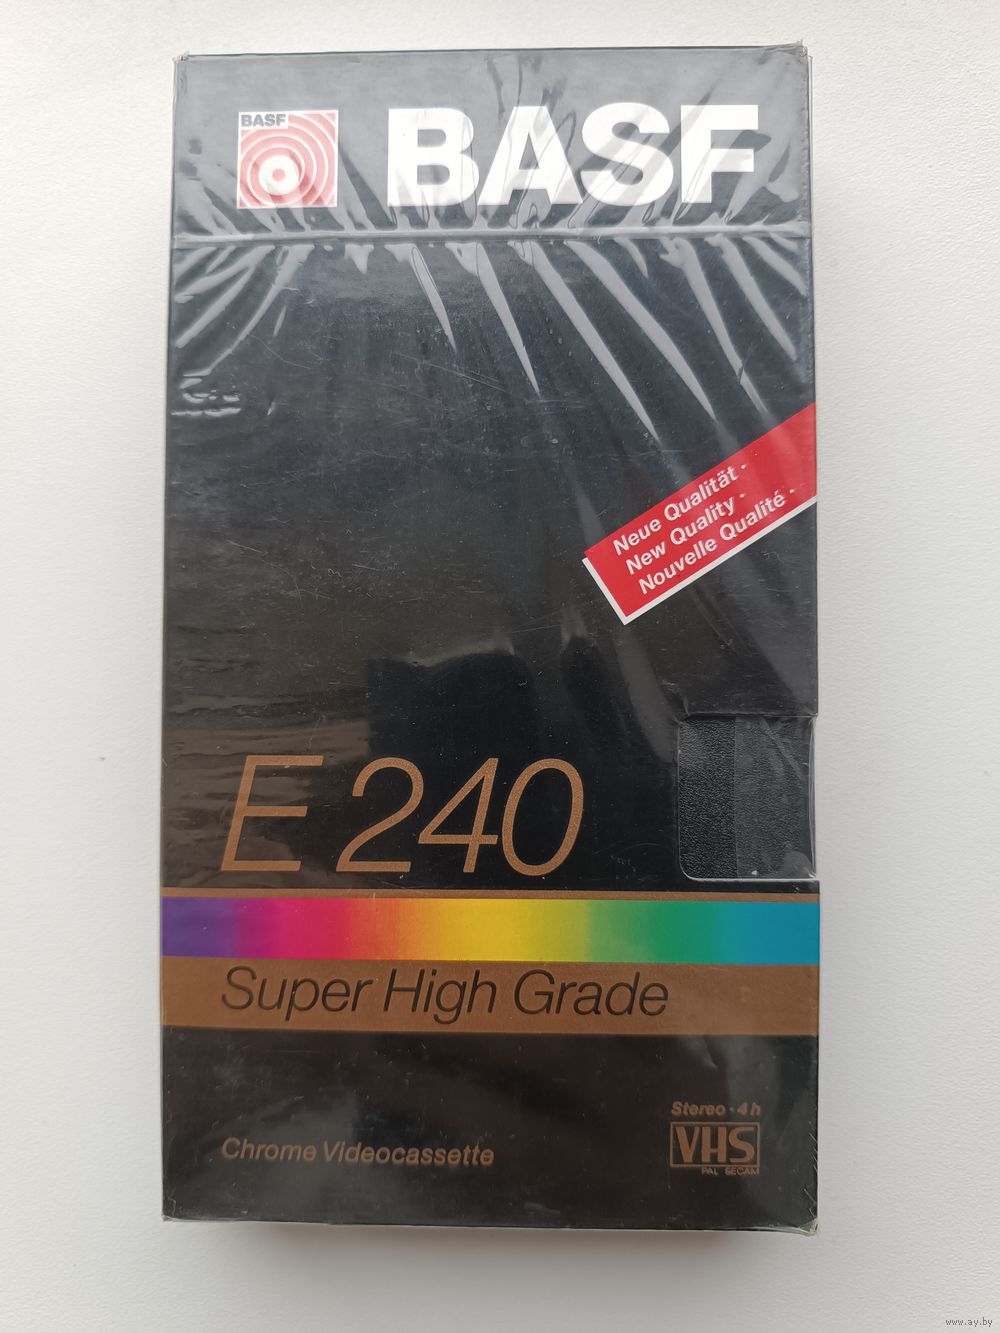 BASF
BASF
Neue Qualität ·
New Quality ·
Nouvelle Qualité ·
E 240
Super High Grade
Stereo · 4 h
VHS
PAL SECAM
Chrome Videocassette
www.ay.by